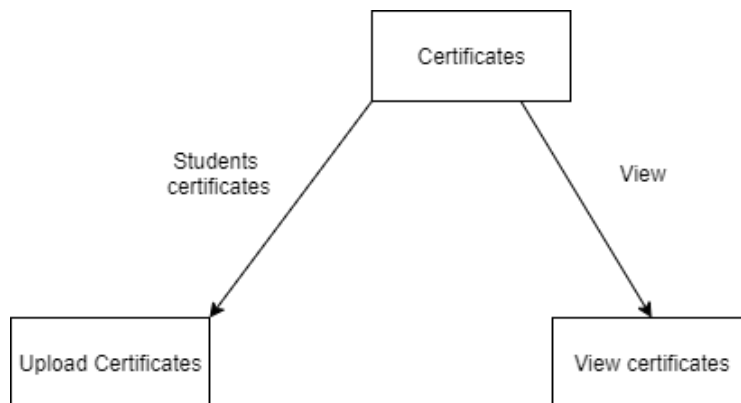 Certificates
Students
certificates
View
Upload Certificates
View certificates